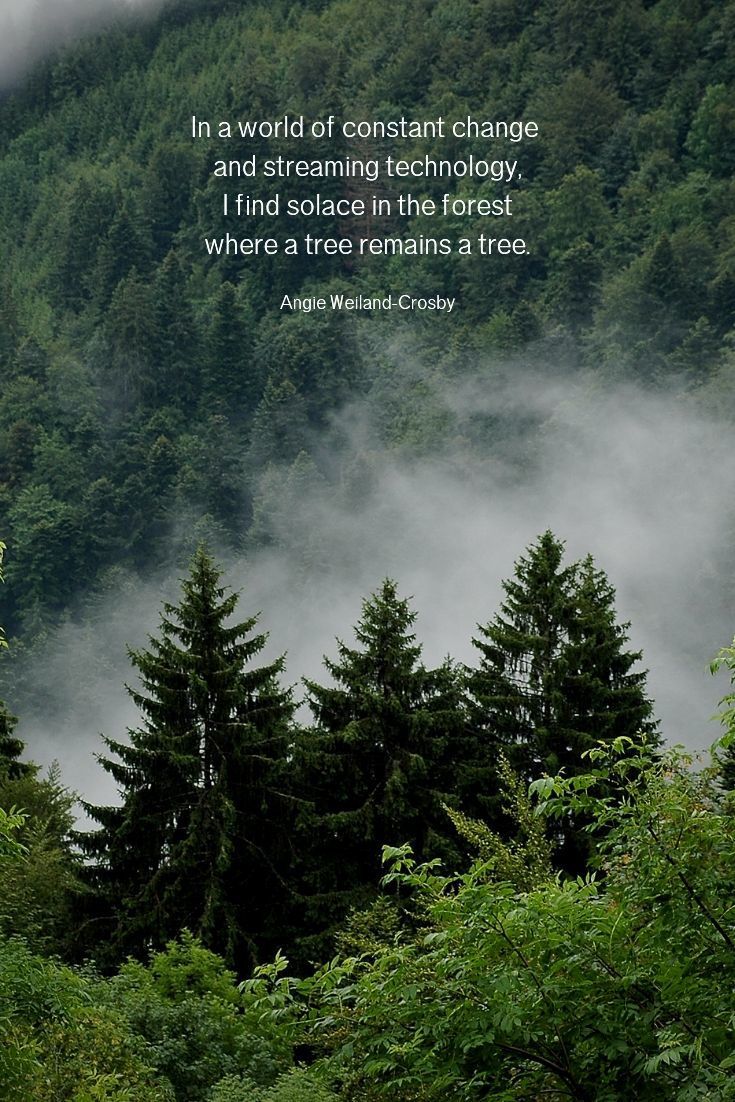 In a world of constant change
and streaming technology,
I find solace in the forest
where a tree remains a tree.
Angie Weiland-Crosby